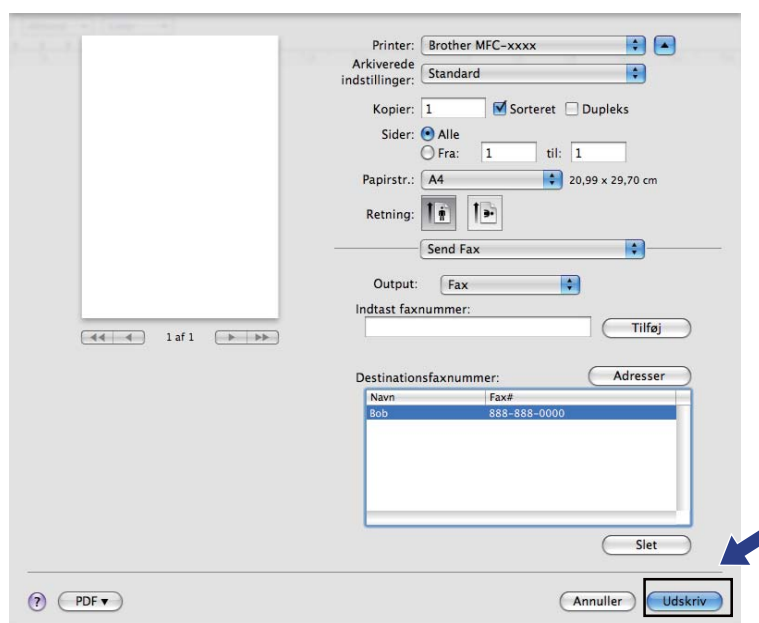 Printer: Brother MFC-xxxx
Arkiverede
indstillinger: Standard
Kopier: 1 Sorteret Dupleks
Sider: Alle
Fra: 1 til: 1
Papirstr.: A4 20,99 x 29,70 cm
Retning:
Send Fax
Output: Fax
Indtast faxnummer:
Tilføj
1 af 1
Destinationsfaxnummer: Adresser
Navn Fax#
Bob 888-888-0000
Slet
? PDF▼ Annuller Udskriv